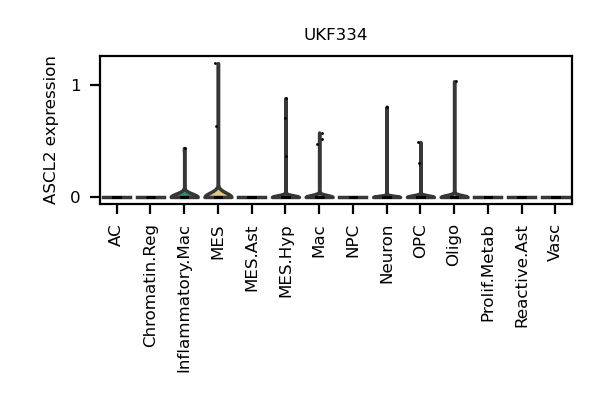 UKF334
ASCL2 expression
1
0
AC
Chromatin.Reg
Inflammatory.Mac
MES
MES.Ast
MES.Hyp
Mac
NPC
Neuron
OPC
Oligo
Prolif.Metab
Reactive.Ast
Vasc